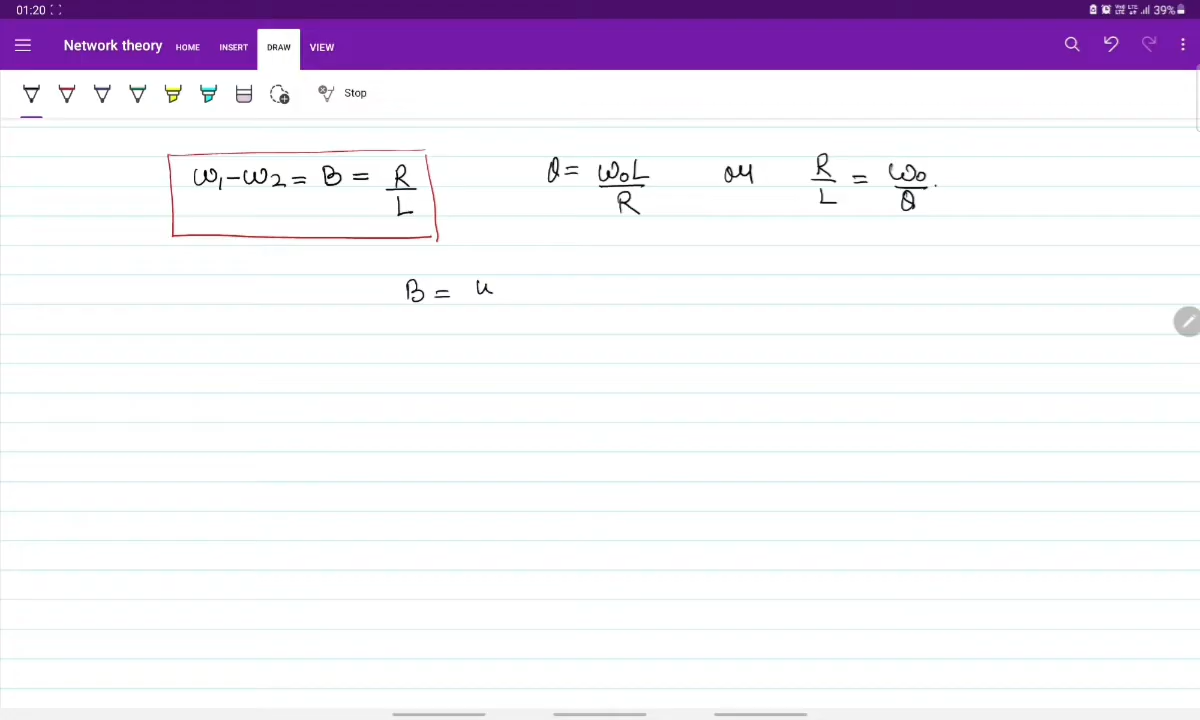 01:20
39%
Network theory HOME INSERT DRAW VIEW
Stop
ω₁-ω₂ = B = R/L
Q = ω₀L/R or R/L = ω₀/Q.
B =